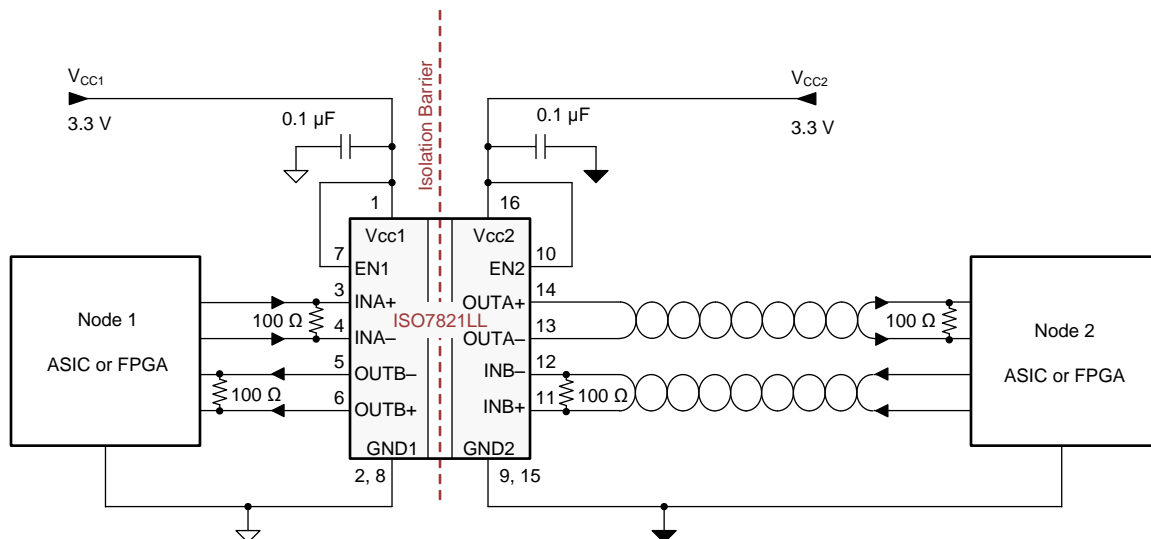 VCC1
3.3 V
0.1 µF
Isolation Barrier
0.1 µF
VCC2
3.3 V
1
16
Vcc1
Vcc2
7
EN1
EN2
10
3
INA+
OUTA+
14
100 Ω
ISO7821LL
100 Ω
4
INA–
OUTA–
13
Node 1
ASIC or FPGA
Node 2
ASIC or FPGA
5
OUTB–
INB–
12
100 Ω
100 Ω
6
OUTB+
INB+
11
GND1
GND2
2, 8
9, 15